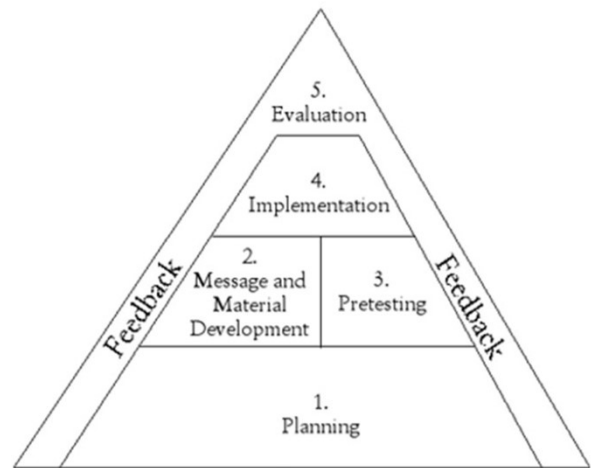 5.
Evaluation
4.
Implementation
2.
Message and
Material
Development
3.
Pretesting
Feedback
Feedback
1.
Planning